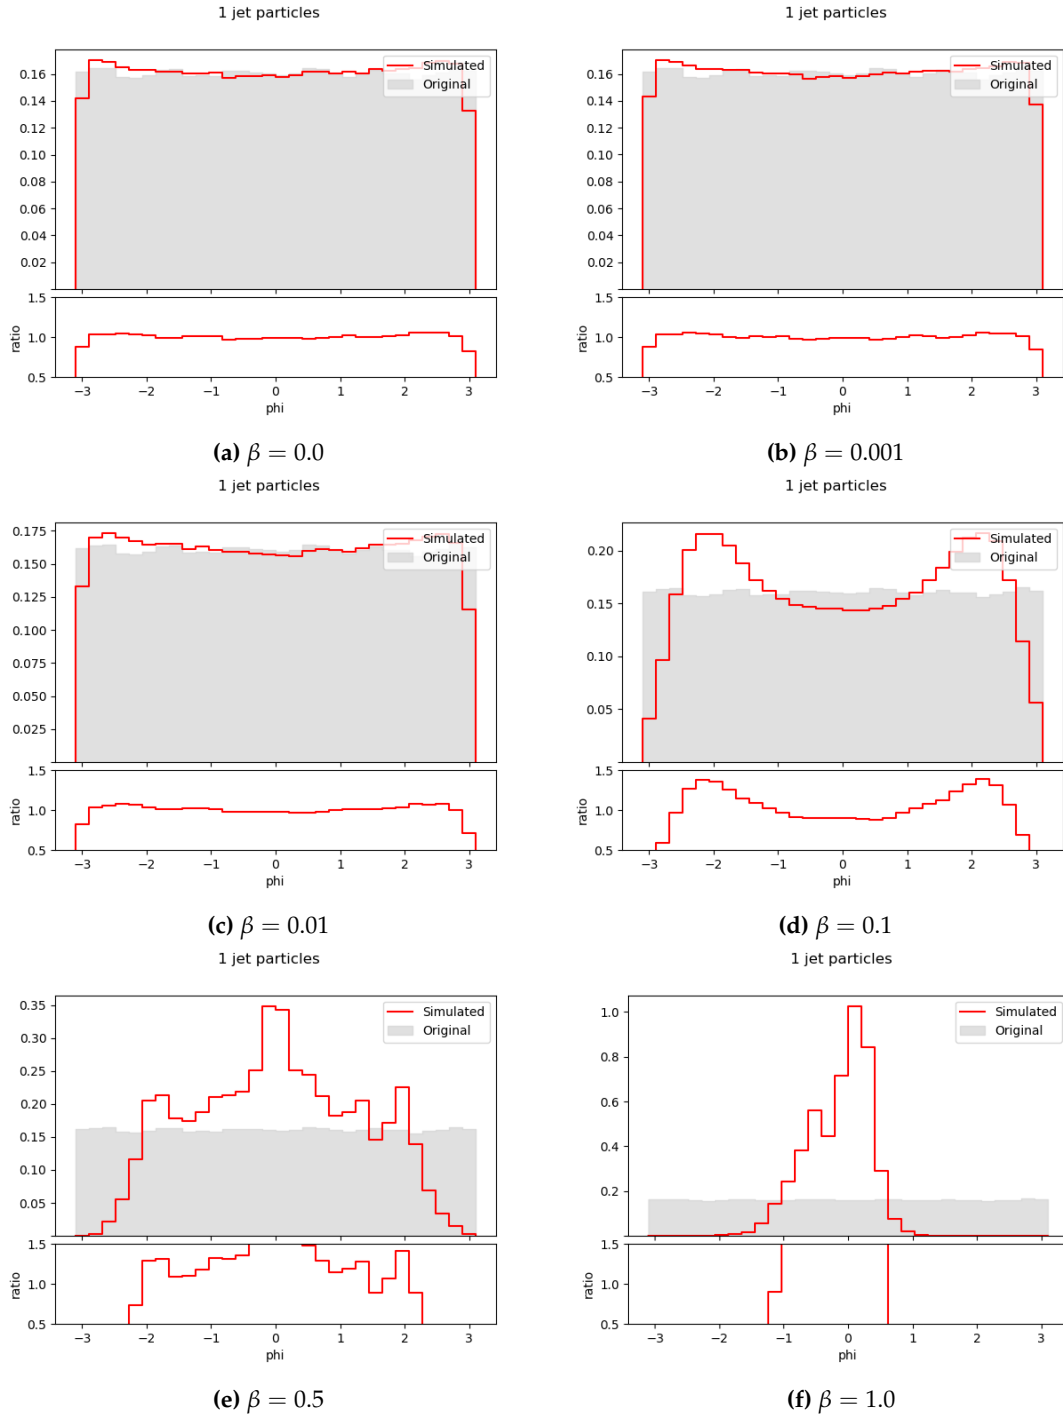 1 jet particles
1 jet particles
0.16
0.14
0.12
0.10
0.08
0.06
0.04
0.02
Simulated
Original
0.16
0.14
0.12
0.10
0.08
0.06
0.04
0.02
Simulated
Original
1.5
1.0
0.5
ratio
−3 −2 −1 0 1 2 3
phi
1.5
1.0
0.5
ratio
−3 −2 −1 0 1 2 3
phi
(a) β = 0.0
(b) β = 0.001
1 jet particles
1 jet particles
0.175
0.150
0.125
0.100
0.075
0.050
0.025
Simulated
Original
0.20
0.15
0.10
0.05
Simulated
Original
1.5
1.0
0.5
ratio
−3 −2 −1 0 1 2 3
phi
1.5
1.0
0.5
ratio
−3 −2 −1 0 1 2 3
phi
(c) β = 0.01
(d) β = 0.1
1 jet particles
1 jet particles
0.35
0.30
0.25
0.20
0.15
0.10
0.05
Simulated
Original
1.0
0.8
0.6
0.4
0.2
Simulated
Original
1.5
1.0
0.5
ratio
−3 −2 −1 0 1 2 3
phi
1.5
1.0
0.5
ratio
−3 −2 −1 0 1 2 3
phi
(e) β = 0.5
(f) β = 1.0